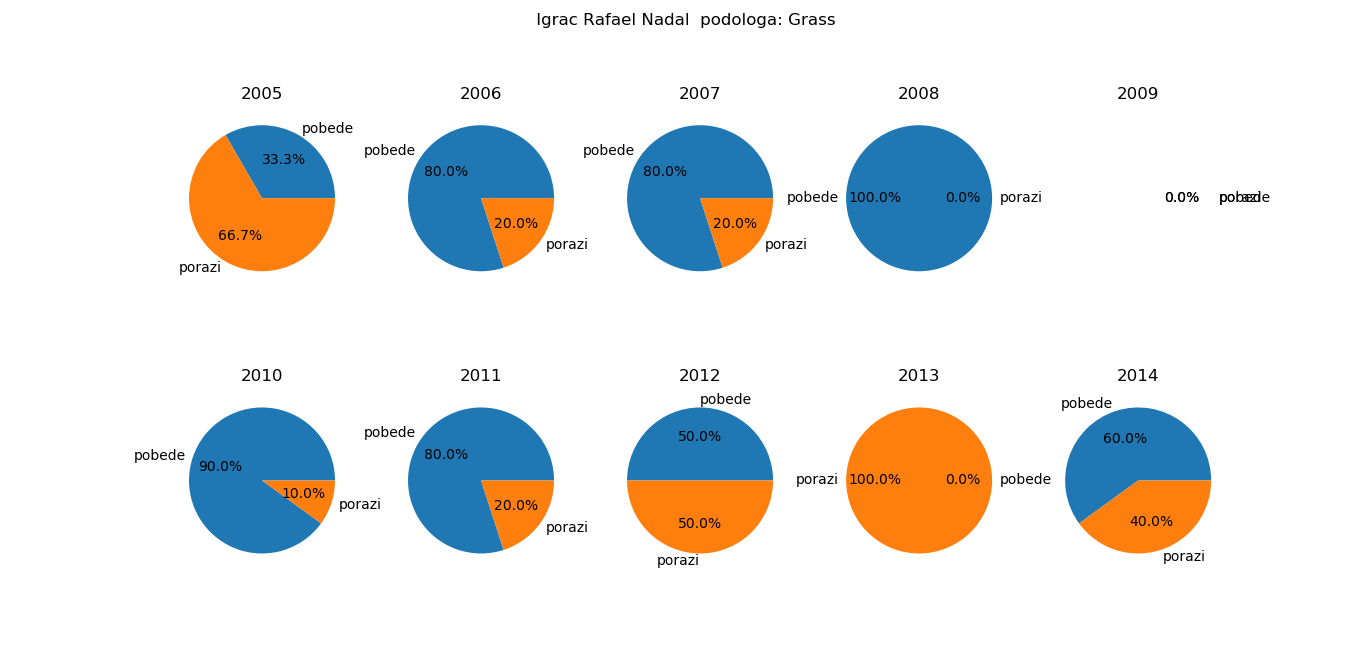 Igrac Rafael Nadal  podologa: Grass
2005
pobede
33.3%
66.7%
porazi
2006
pobede
80.0%
20.0%
porazi
2007
pobede
80.0%
20.0%
porazi
2008
pobede
100.0%
0.0%
porazi
2009
0.0%
0.0%
pobede
porazi
2010
pobede
90.0%
10.0%
porazi
2011
pobede
80.0%
20.0%
porazi
2012
pobede
50.0%
50.0%
porazi
2013
porazi
100.0%
0.0%
pobede
2014
pobede
60.0%
40.0%
porazi